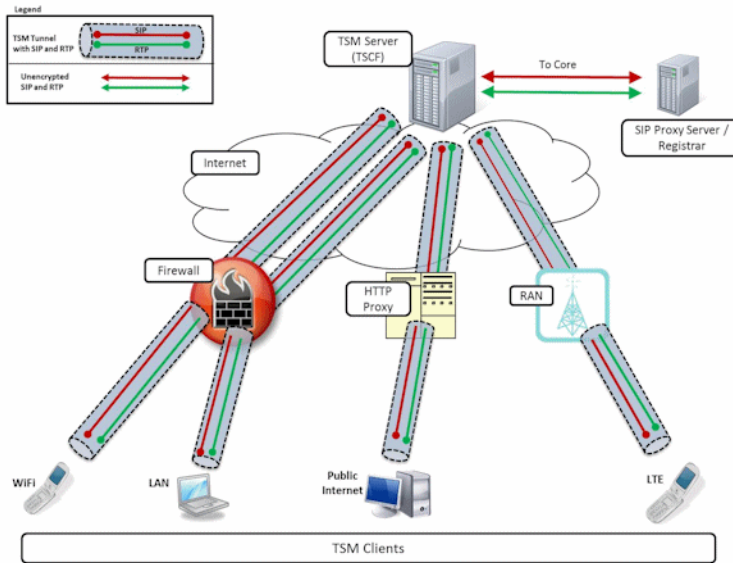 Legend
TSM Tunnel
with SIP and RTP
SIP
RTP
Unencrypted
SIP and RTP
TSM Server
(TSCF)
To Core
SIP Proxy Server /
Registrar
Internet
Firewall
HTTP
Proxy
RAN
WiFi
LAN
Public
Internet
LTE
TSM Clients